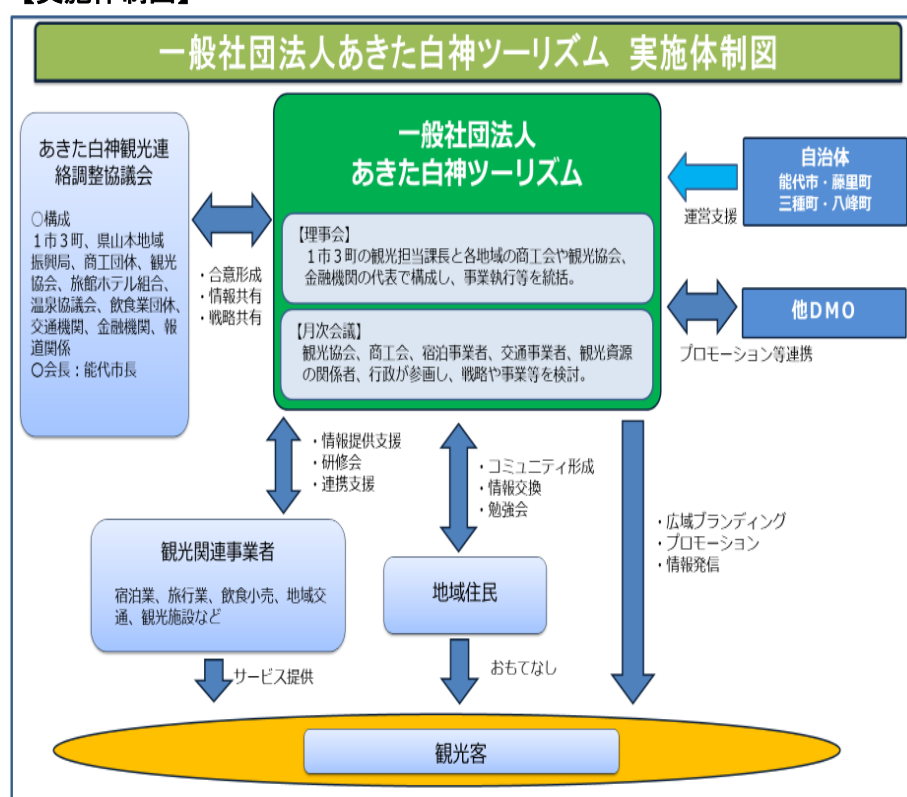 【実施体制図】
一般社団法人あきた白神ツーリズム 実施体制図
あきた白神観光連
絡調整協議会
○構成
1市3町、県山本地域
振興局、商工団体、観光
協会、旅館ホテル組合、
温泉協議会、飲食業団体、
交通機関、金融機関、報
道関係
○会長：能代市長
・合意形成
・情報共有
・戦略共有
一般社団法人
あきた白神ツーリズム
【理事会】
1市3町の観光担当課長と各地域の商工会や観光協会、
金融機関の代表で構成し、事業執行等を統括。
【月次会議】
観光協会、商工会、宿泊事業者、交通事業者、観光資源
の関係者、行政が参画し、戦略や事業等を検討。
運営支援
自治体
能代市・藤里町
三種町・八峰町
他DMO
プロモーション等連携
・情報提供支援
・研修会
・連携支援
・コミュニティ形成
・情報交換
・勉強会
・広域ブランディング
・プロモーション
・情報発信
観光関連事業者
宿泊業、旅行業、飲食小売、地域交
通、観光施設など
地域住民
サービス提供
おもてなし
観光客